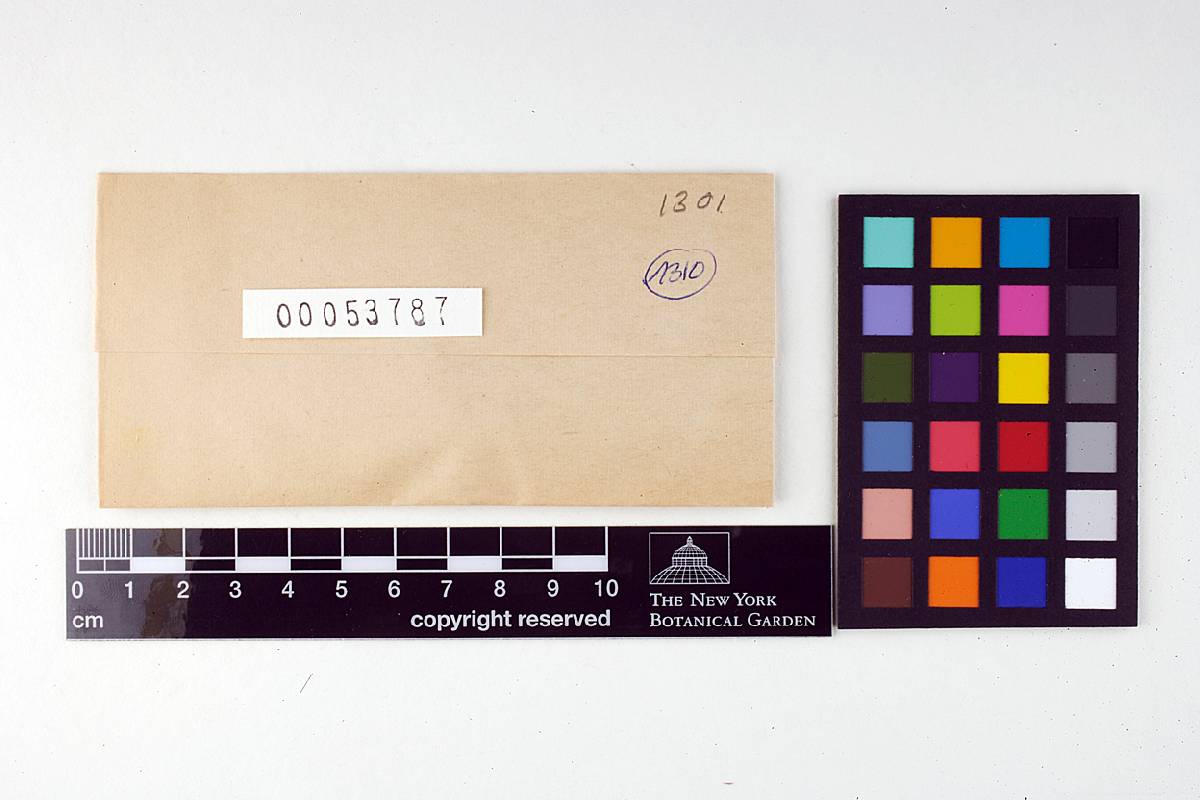 1301
1310
00053787
0 1 2 3 4 5 6 7 8 9 10
cm
copyright reserved
THE NEW YORK
BOTANICAL GARDEN